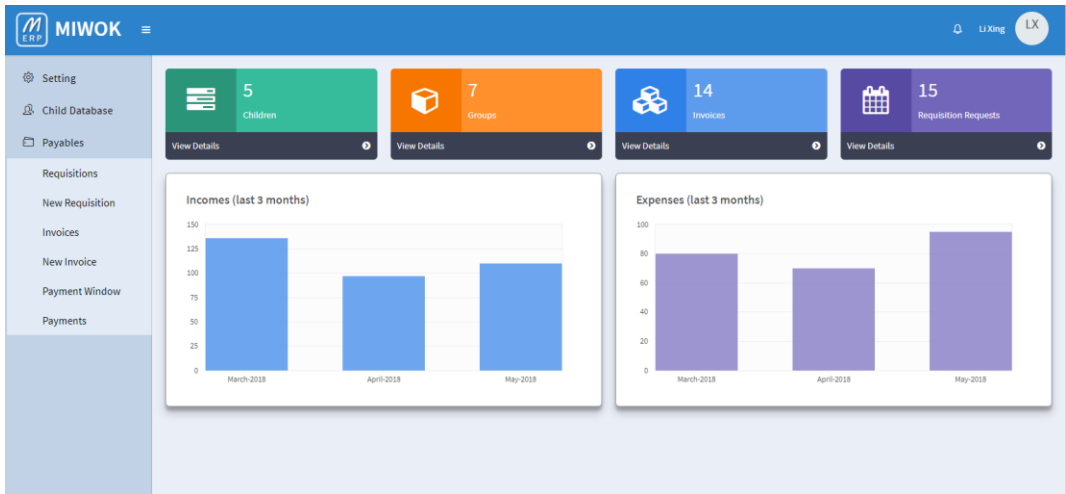 M
ERP
MIWOK
Li Xing
LX
Setting
Child Database
Payables
Requisitions
New Requisition
Invoices
New Invoice
Payment Window
Payments
5
Children
View Details
7
Groups
View Details
14
Invoices
View Details
15
Requisition Requests
View Details
Incomes (last 3 months)
150
125
100
75
50
25
0
March-2018 April-2018 May-2018
Expenses (last 3 months)
100
80
60
40
20
0
March-2018 April-2018 May-2018